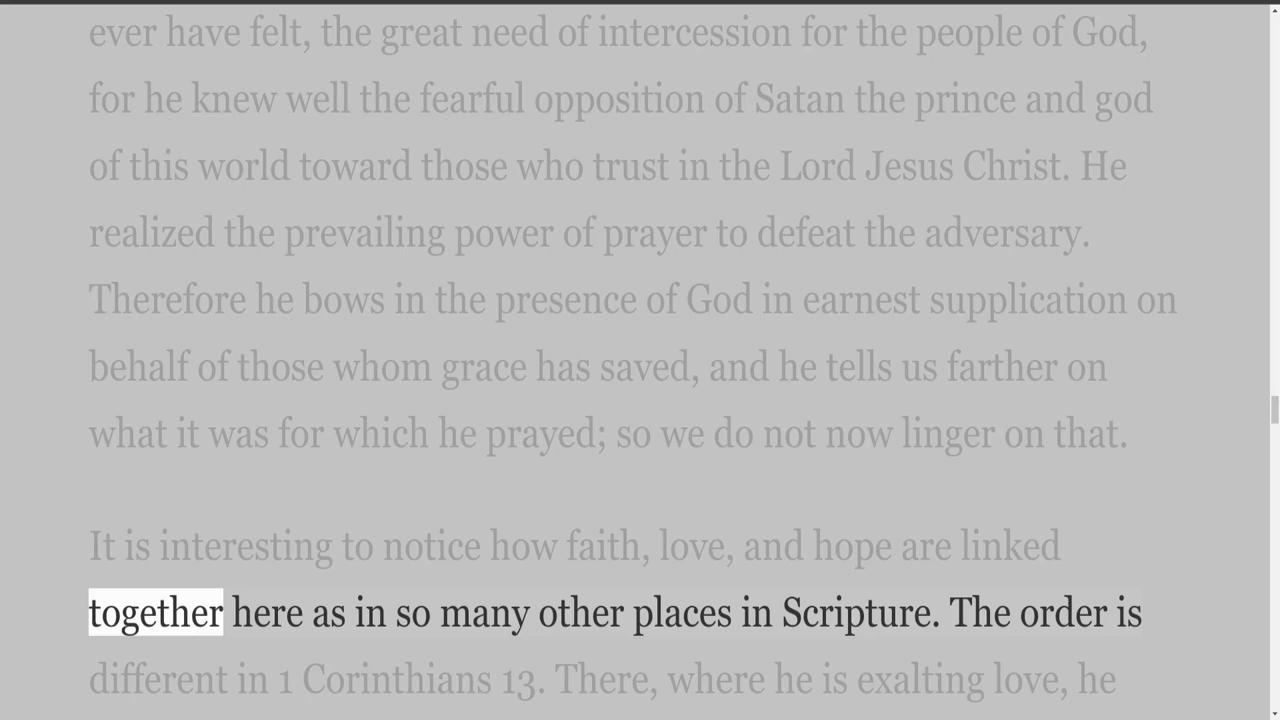 ever have felt, the great need of intercession for the people of God,
for he knew well the fearful opposition of Satan the prince and god
of this world toward those who trust in the Lord Jesus Christ. He
realized the prevailing power of prayer to defeat the adversary.
Therefore he bows in the presence of God in earnest supplication on
behalf of those whom grace has saved, and he tells us farther on
what it was for which he prayed; so we do not now linger on that.
It is interesting to notice how faith, love, and hope are linked
together here as in so many other places in Scripture. The order is
different in 1 Corinthians 13. There, where he is exalting love, he